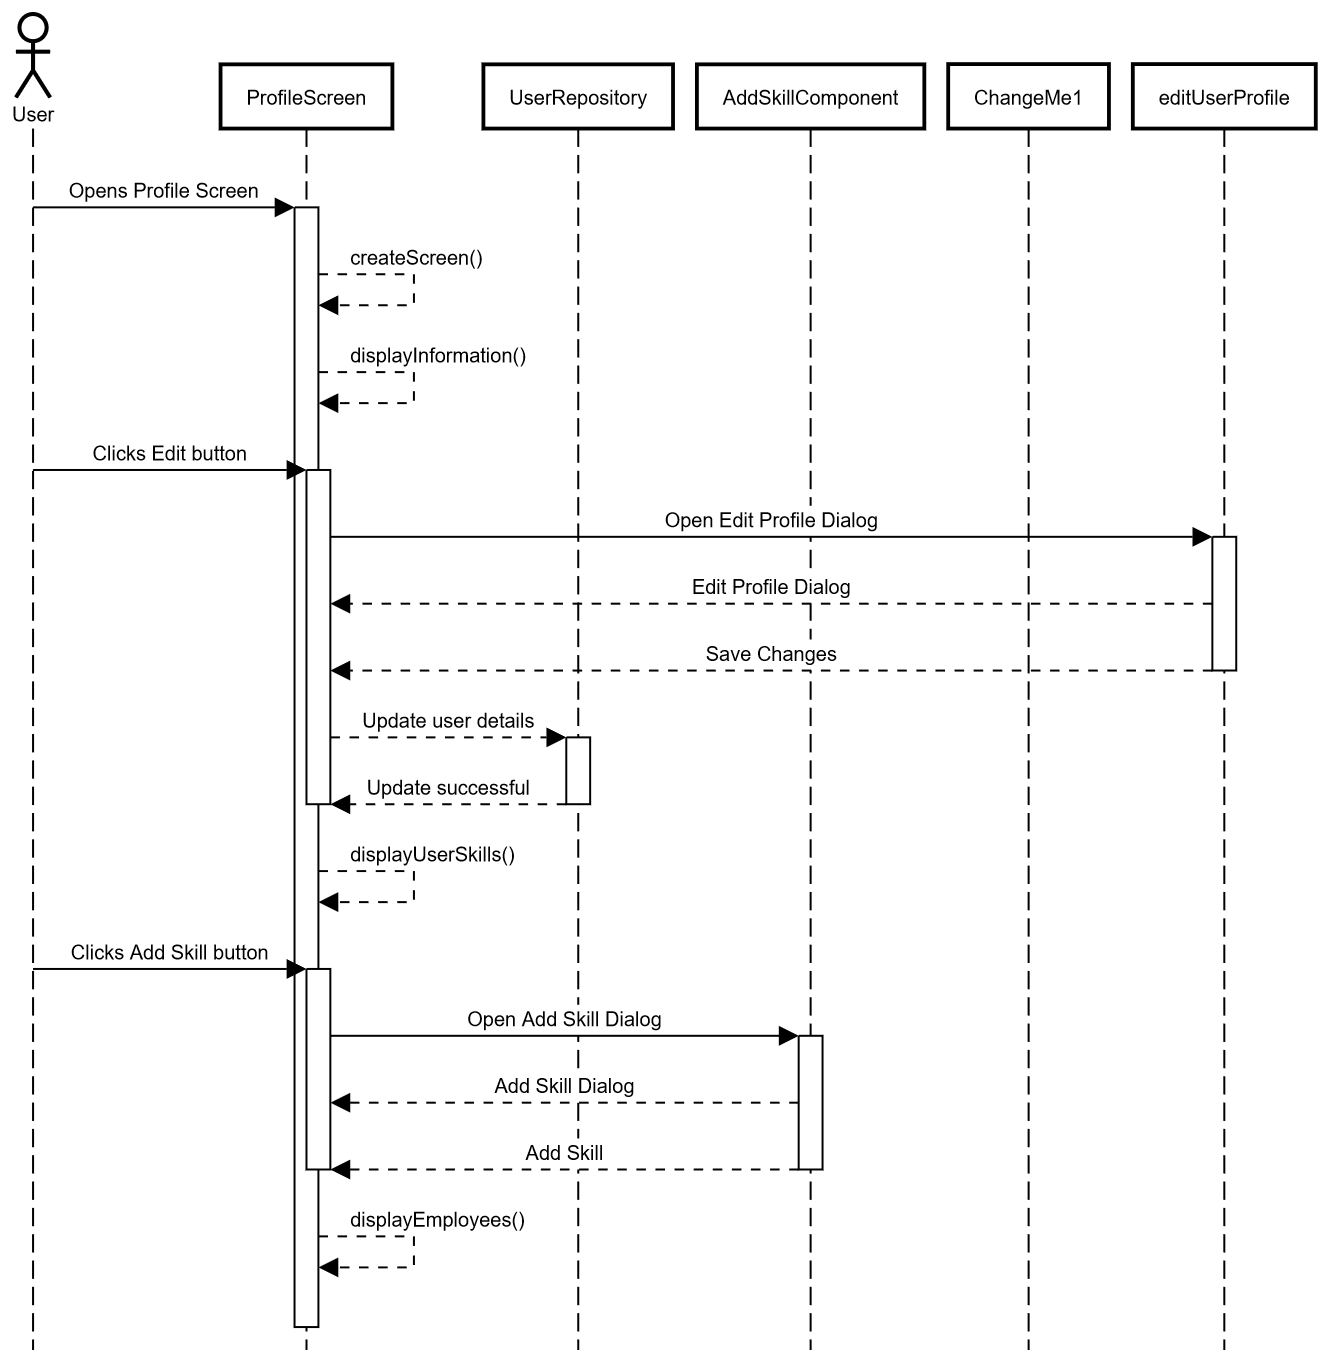 User
ProfileScreen
UserRepository
AddSkillComponent
ChangeMe1
editUserProfile
Opens Profile Screen
createScreen()
displayInformation()
Clicks Edit button
Open Edit Profile Dialog
Edit Profile Dialog
Save Changes
Update user details
Update successful
displayUserSkills()
Clicks Add Skill button
Open Add Skill Dialog
Add Skill Dialog
Add Skill
displayEmployees()